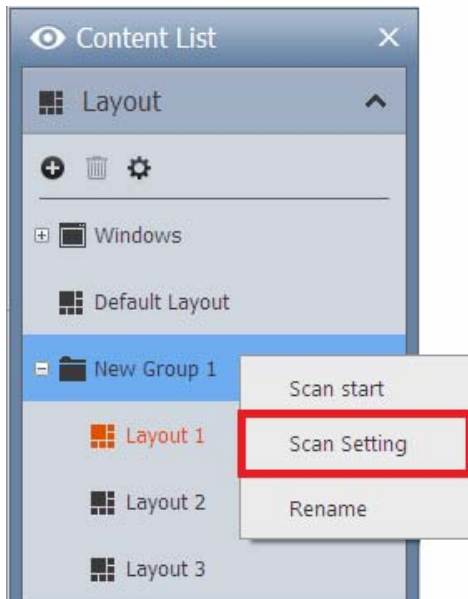 Content List
Layout
Windows
Default Layout
New Group 1
Scan start
Layout 1
Scan Setting
Layout 2
Rename
Layout 3